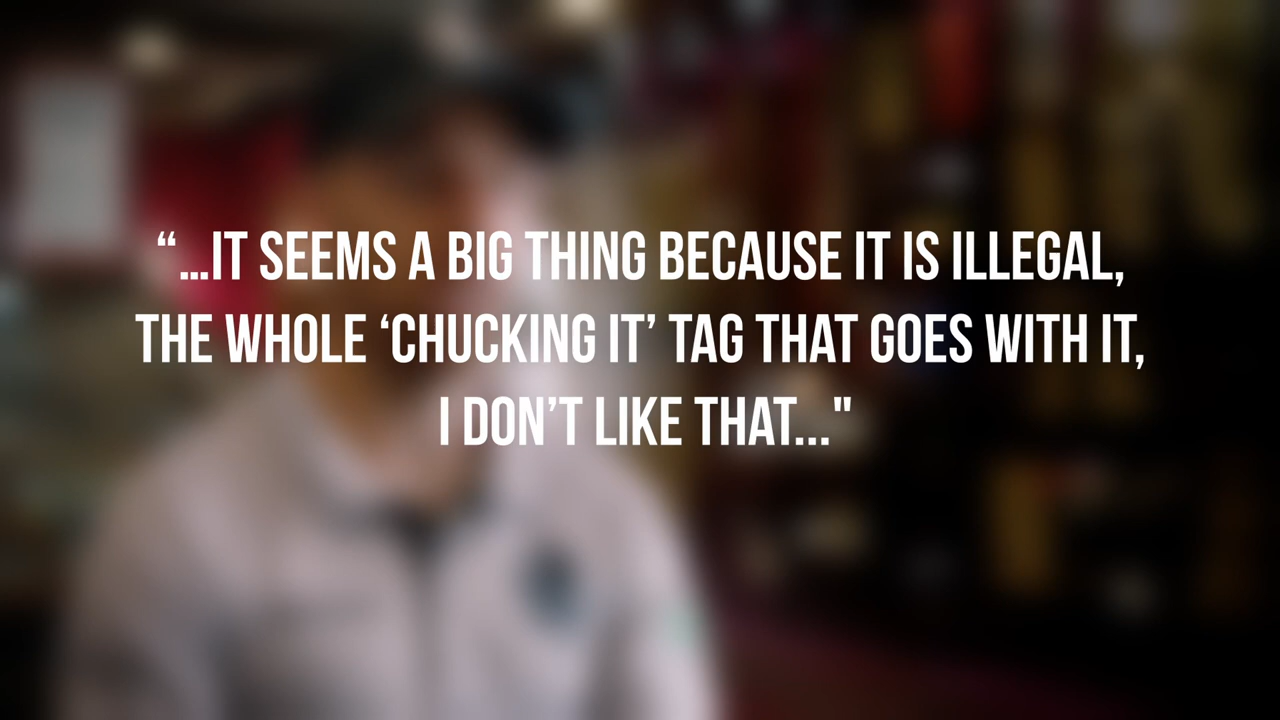 “...IT SEEMS A BIG THING BECAUSE IT IS ILLEGAL,
THE WHOLE ‘CHUCKING IT’ TAG THAT GOES WITH IT,
I DON’T LIKE THAT..."